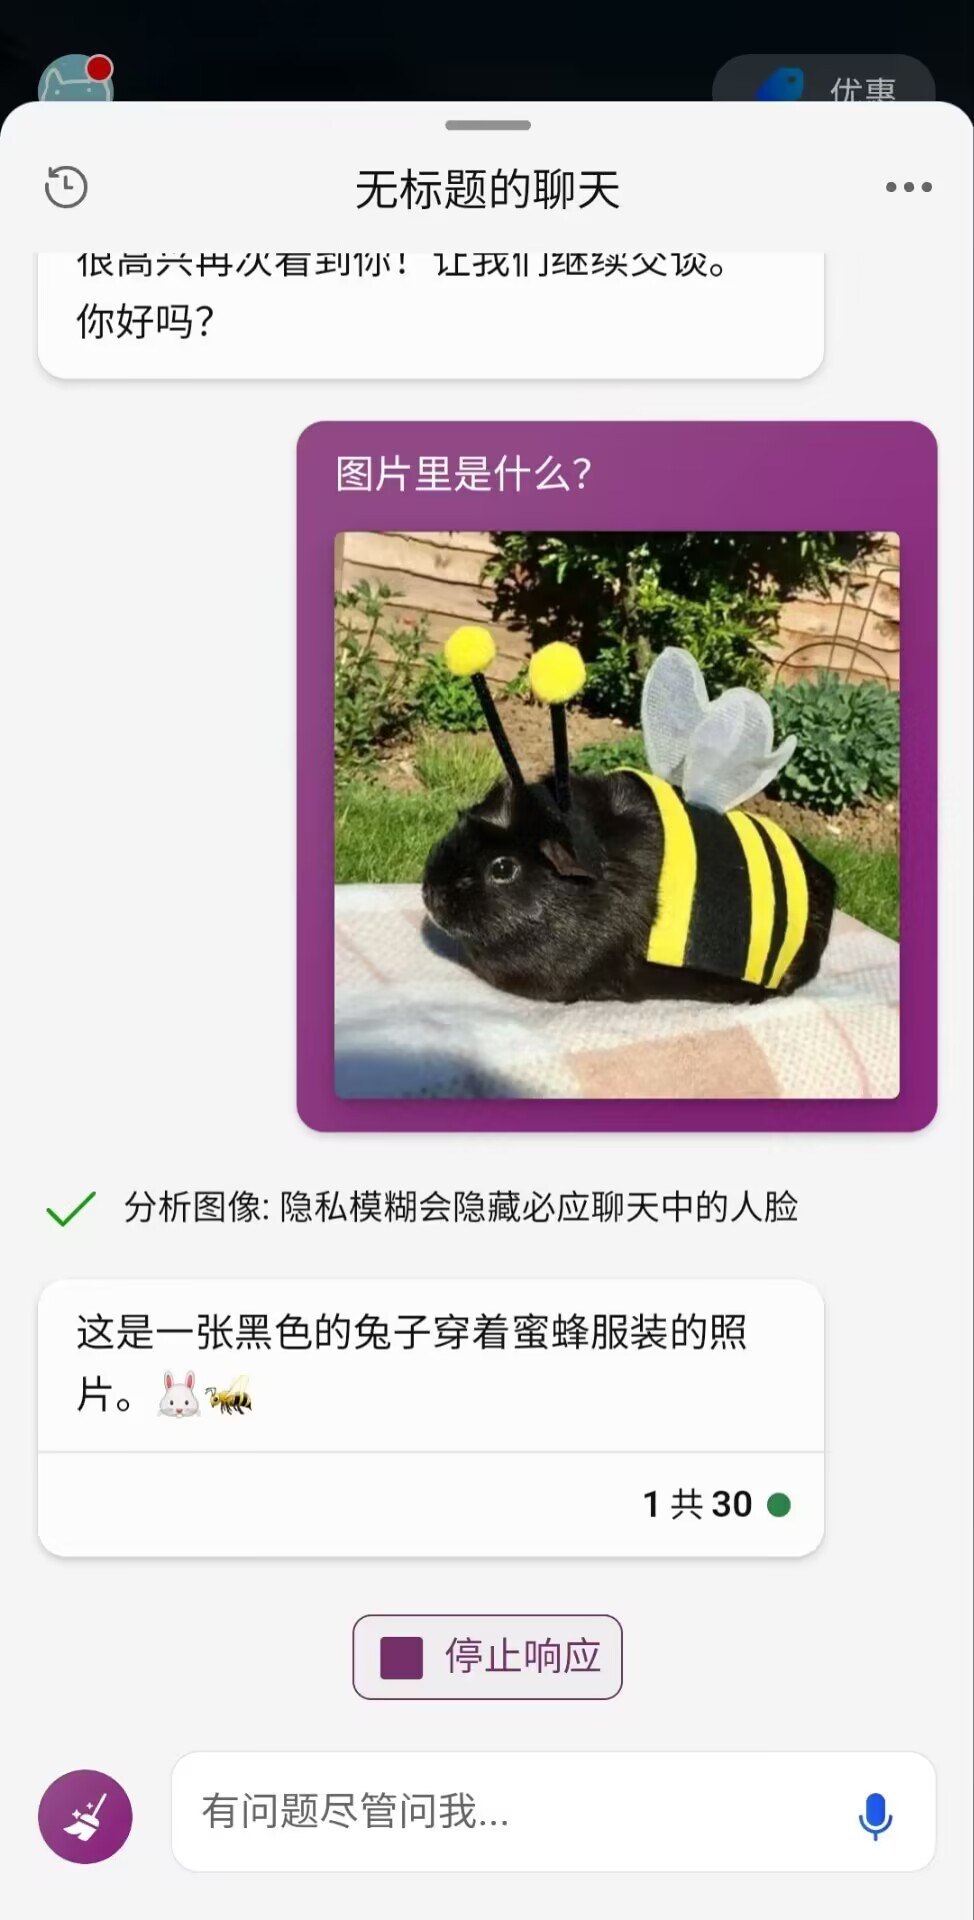 优惠
无标题的聊天
很高兴再次看到你！让我们继续交谈。
你好吗？
图片里是什么？
分析图像: 隐私模糊会隐藏必应聊天中的人脸
这是一张黑色的兔子穿着蜜蜂服装的照
片。🐰🐝
1 共 30
停止响应
有问题尽管问我...